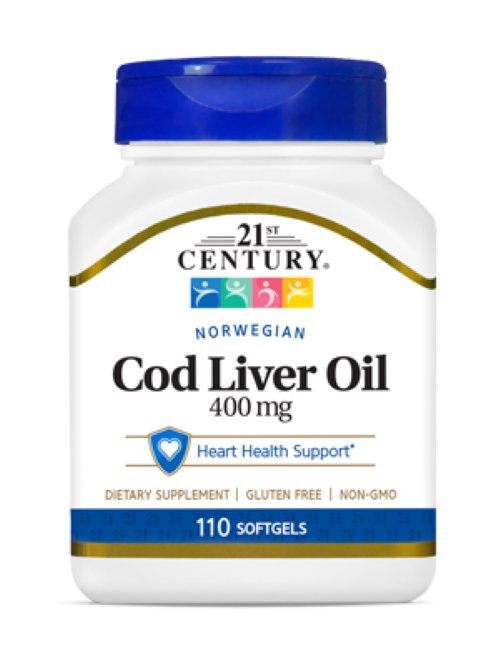 21ST
CENTURY®
NORWEGIAN
Cod Liver Oil
400 mg
Heart Health Support*
DIETARY SUPPLEMENT | GLUTEN FREE | NON-GMO
110 SOFTGELS